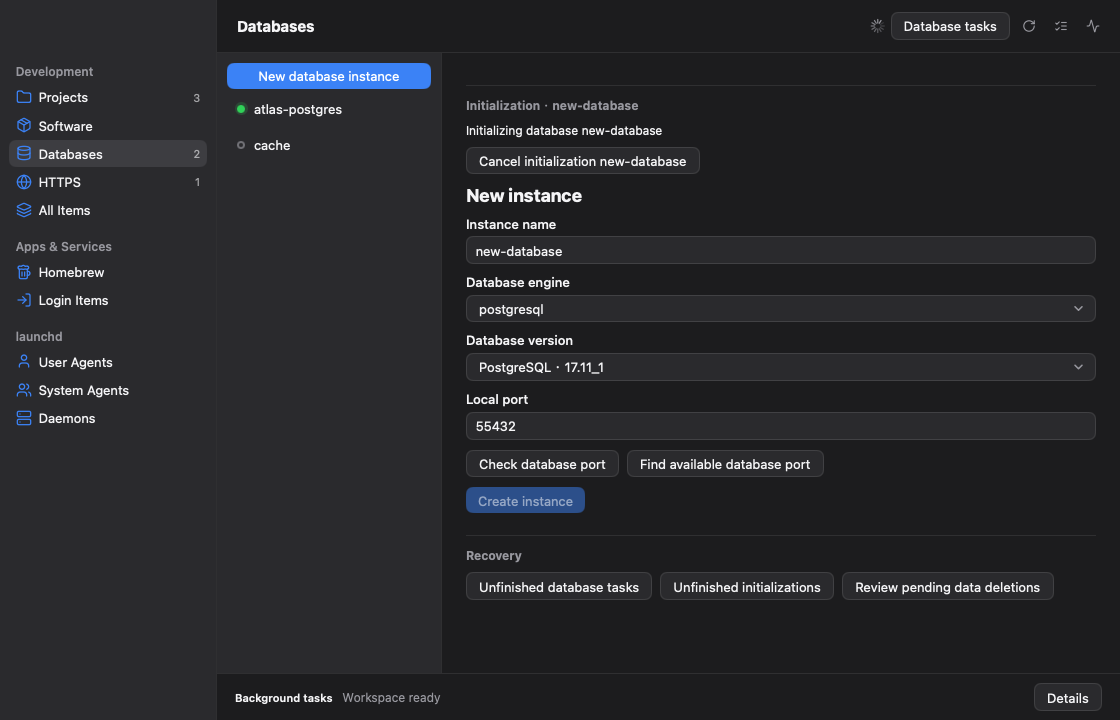 Databases
Database tasks
Development
Projects 3
Software
Databases 2
HTTPS 1
All Items
Apps & Services
Homebrew
Login Items
launchd
User Agents
System Agents
Daemons
New database instance
atlas-postgres
cache
Initialization · new-database
Initializing database new-database
Cancel initialization new-database
New instance
Instance name
new-database
Database engine
postgresql
Database version
PostgreSQL · 17.11_1
Local port
55432
Check database port Find available database port
Create instance
Recovery
Unfinished database tasks Unfinished initializations Review pending data deletions
Background tasks Workspace ready Details